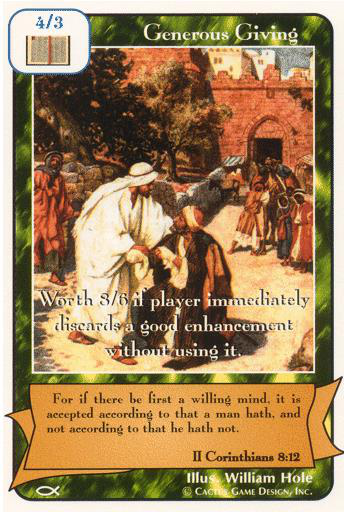 4/3
Generous Giving
Worth 8/6 if player immediately
discards a good enhancement
without using it.
For if there be first a willing mind, it is
accepted according to that a man hath, and
not according to that he hath not.
II Corinthians 8:12
Illus. William Hole
© Cactus Game Design, Inc.